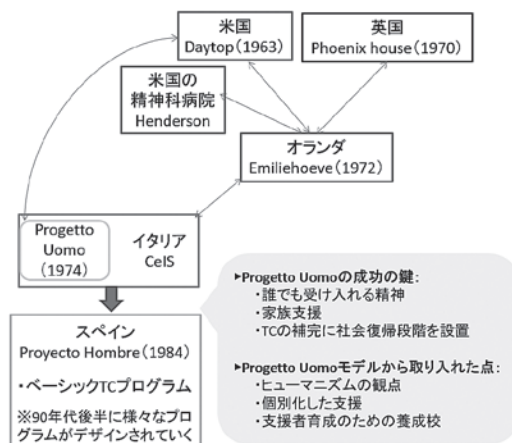 米国
Daytop(1963)
英国
Phoenix house(1970)
米国の
精神科病院
Henderson
オランダ
Emiliehoeve(1972)
Progetto
Uomo
(1974)
イタリア
CeIS
スペイン
Proyecto Hombre(1984)
・ベーシックTCプログラム
※90年代後半に様々なプロ
グラムがデザインされていく
▶Progetto Uomoの成功の鍵:
・誰でも受け入れる精神
・家族支援
・TCの補完に社会復帰段階を設置
▶Progetto Uomoモデルから取り入れた点:
・ヒューマニズムの観点
・個別化した支援
・支援者育成のための養成校